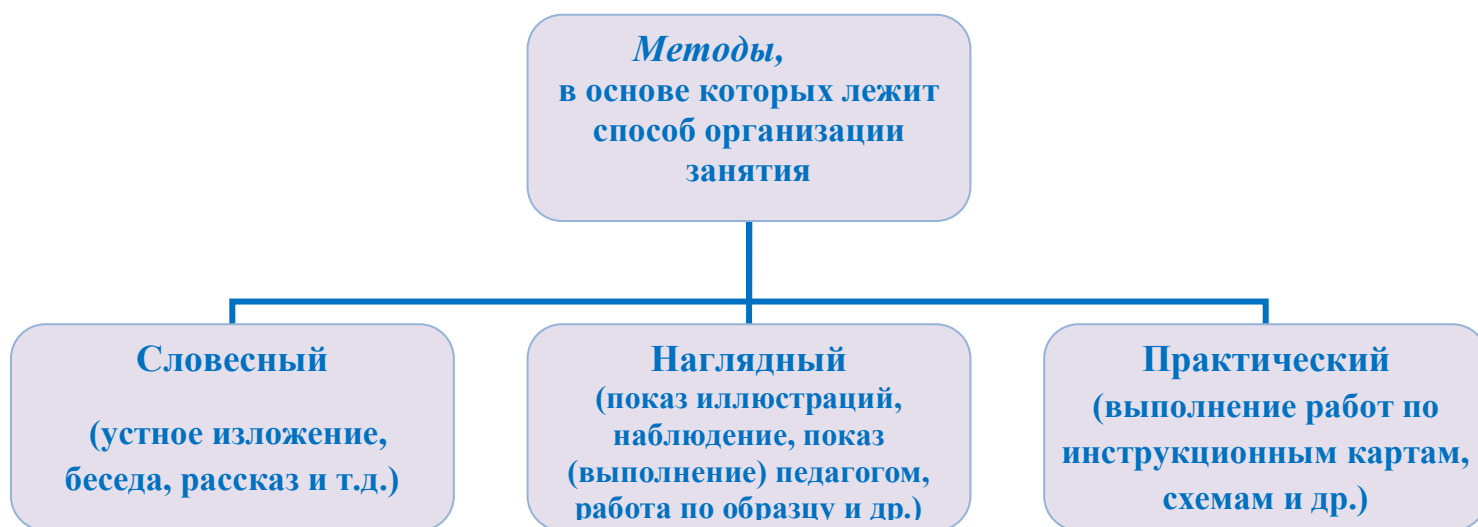 Методы,
в основе которых лежит
способ организации
занятия
Словесный
(устное изложение,
беседа, рассказ и т.д.)
Наглядный
(показ иллюстраций,
наблюдение, показ
(выполнение) педагогом,
работа по образцу и др.)
Практический
(выполнение работ по
инструкционным картам,
схемам и др.)